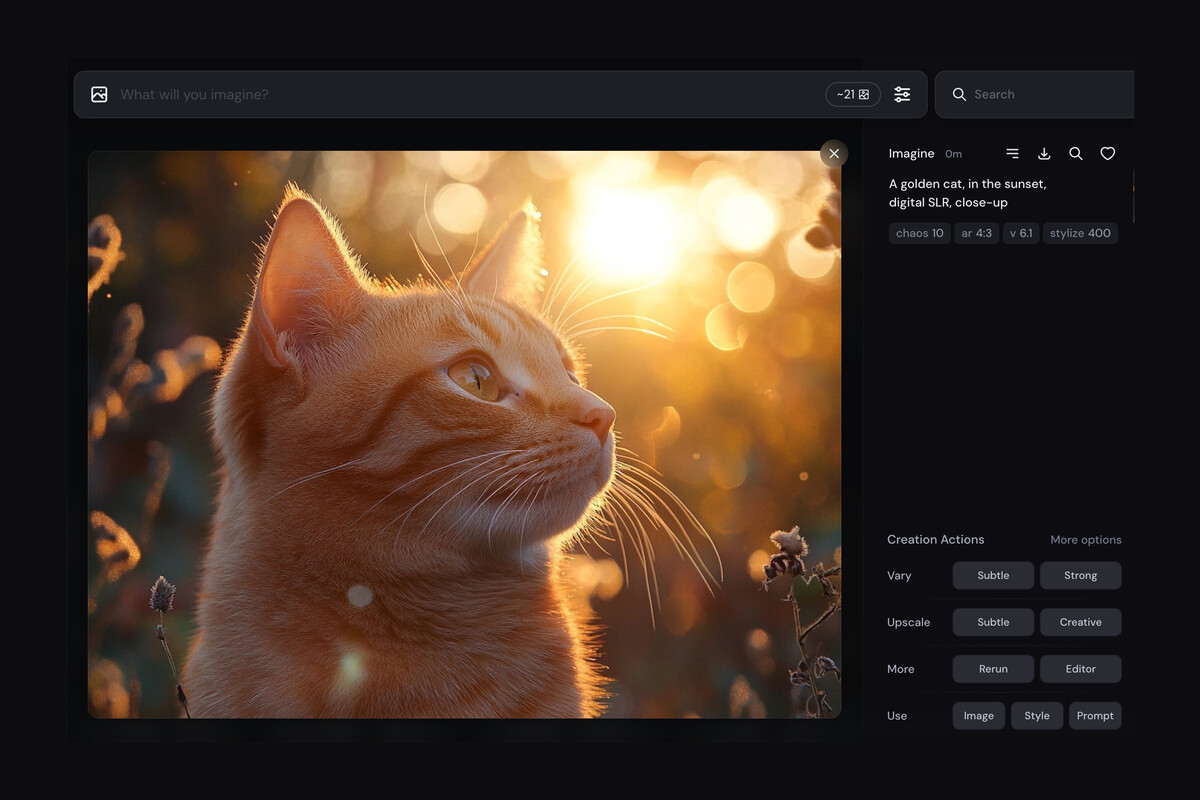 What will you imagine?
~21
Search
Imagine 0m
A golden cat, in the sunset,
digital SLR, close-up
chaos 10 ar 4:3 v 6.1 stylize 400
Creation Actions More options
Vary Subtle Strong
Upscale Subtle Creative
More Rerun Editor
Use Image Style Prompt